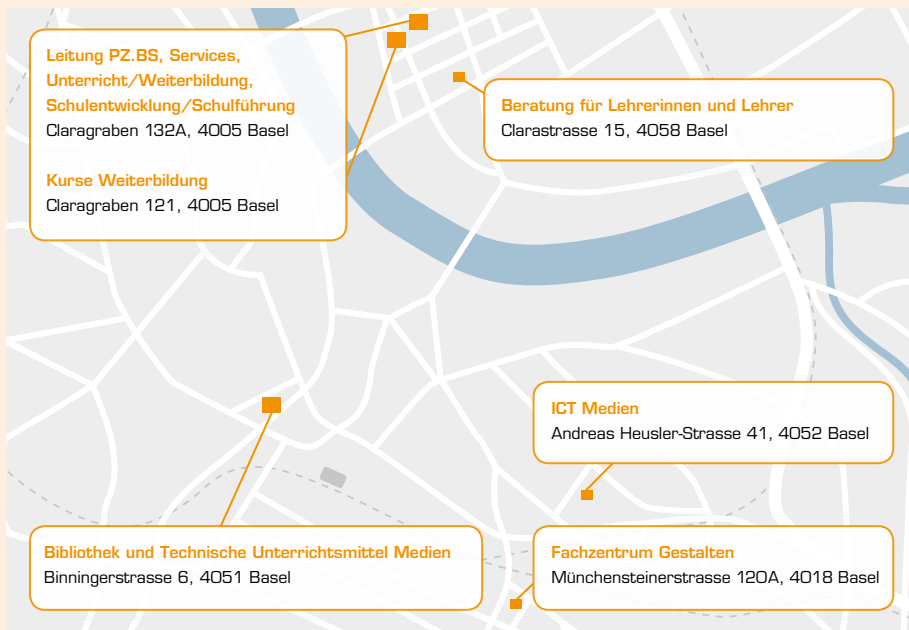 Leitung PZ.BS, Services,
Unterricht/Weiterbildung,
Schulentwicklung/Schulführung
Claragraben 132A, 4005 Basel
Kurse Weiterbildung
Claragraben 121, 4005 Basel
Beratung für Lehrerinnen und Lehrer
Clarastrasse 15, 4058 Basel
ICT Medien
Andreas Heusler-Strasse 41, 4052 Basel
Bibliothek und Technische Unterrichtsmittel Medien
Binningerstrasse 6, 4051 Basel
Fachzentrum Gestalten
Münchensteinerstrasse 120A, 4018 Basel